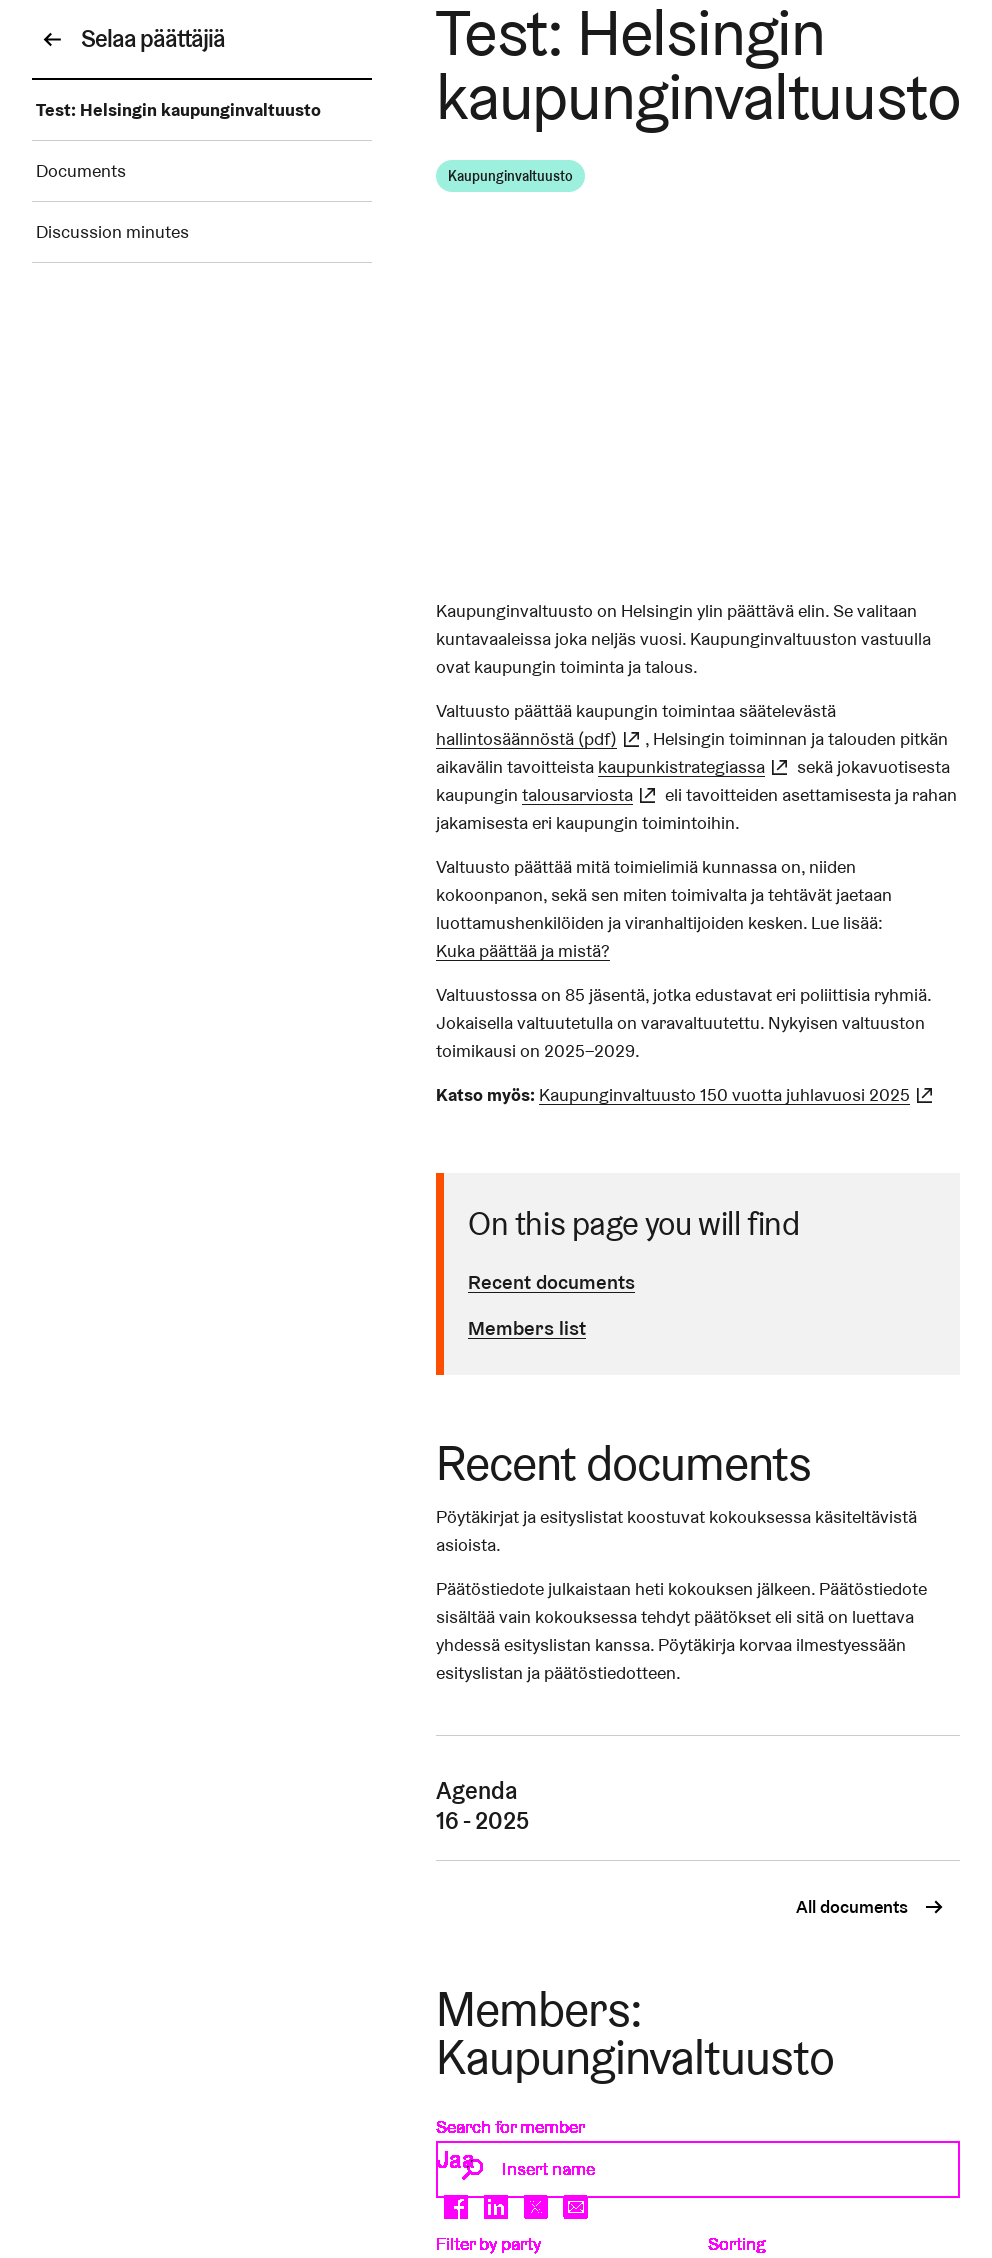 Selaa päättäjiä
Test: Helsingin kaupunginvaltuusto
Documents
Discussion minutes
Test: Helsingin
kaupunginvaltuusto
Kaupunginvaltuusto
Kaupunginvaltuusto on Helsingin ylin päättävä elin. Se valitaan
kuntavaaleissa joka neljäs vuosi. Kaupunginvaltuuston vastuulla
ovat kaupungin toiminta ja talous.
Valtuusto päättää kaupungin toimintaa säätelevästä
hallintosäännöstä (pdf) , Helsingin toiminnan ja talouden pitkän
aikavälin tavoitteista kaupunkistrategiassa sekä jokavuotisesta
kaupungin talousarviosta eli tavoitteiden asettamisesta ja rahan
jakamisesta eri kaupungin toimintoihin.
Valtuusto päättää mitä toimielimiä kunnassa on, niiden
kokoonpanon, sekä sen miten toimivalta ja tehtävät jaetaan
luottamushenkilöiden ja viranhaltijoiden kesken. Lue lisää:
Kuka päättää ja mistä?
Valtuustossa on 85 jäsentä, jotka edustavat eri poliittisia ryhmiä.
Jokaisella valtuutetulla on varavaltuutettu. Nykyisen valtuuston
toimikausi on 2025–2029.
Katso myös: Kaupunginvaltuusto 150 vuotta juhlavuosi 2025
On this page you will find
Recent documents
Members list
Recent documents
Pöytäkirjat ja esityslistat koostuvat kokouksessa käsiteltävistä
asioista.
Päätöstiedote julkaistaan heti kokouksen jälkeen. Päätöstiedote
sisältää vain kokouksessa tehdyt päätökset eli sitä on luettava
yhdessä esityslistan kanssa. Pöytäkirja korvaa ilmestyessään
esityslistan ja päätöstiedotteen.
Agenda
16 - 2025
All documents
Members:
Kaupunginvaltuusto
Search for member
Jaa
Insert name
Filter by party Sorting